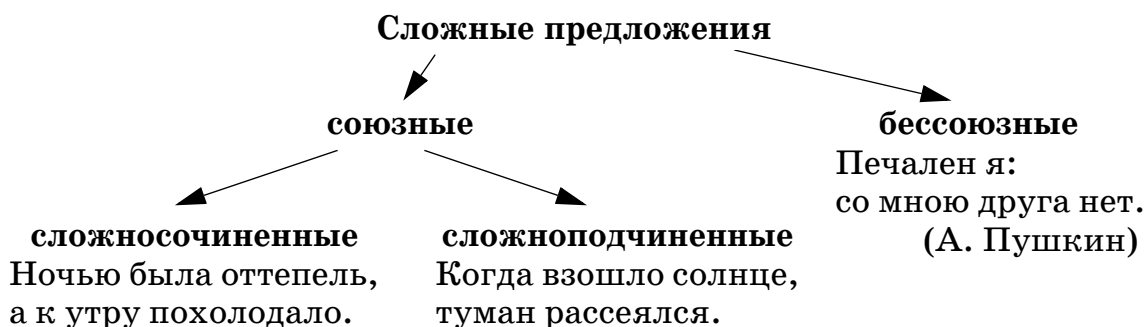 Сложные предложения
союзные
бессоюзные
Печален я:
со мною друга нет.
(А. Пушкин)
сложносочиненные
Ночью была оттепель,
а к утру похолодало.
сложноподчиненные
Когда взошло солнце,
туман рассеялся.